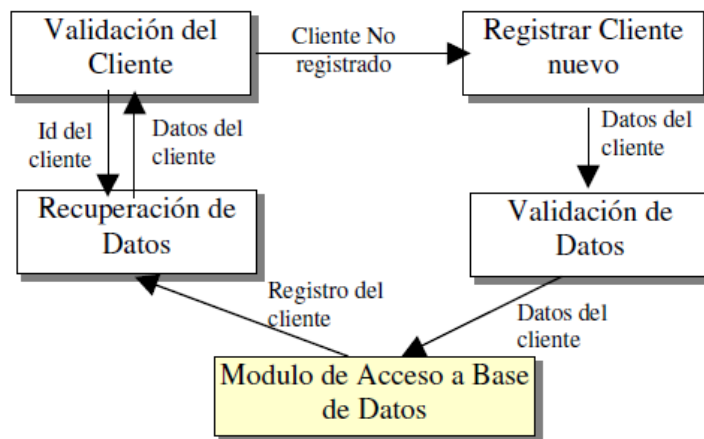 Validación del
Cliente
Cliente No
registrado
Registrar Cliente
nuevo
Id del
cliente
Datos del
cliente
Datos del
cliente
Recuperación de
Datos
Validación de
Datos
Registro del
cliente
Datos del
cliente
Modulo de Acceso a Base
de Datos